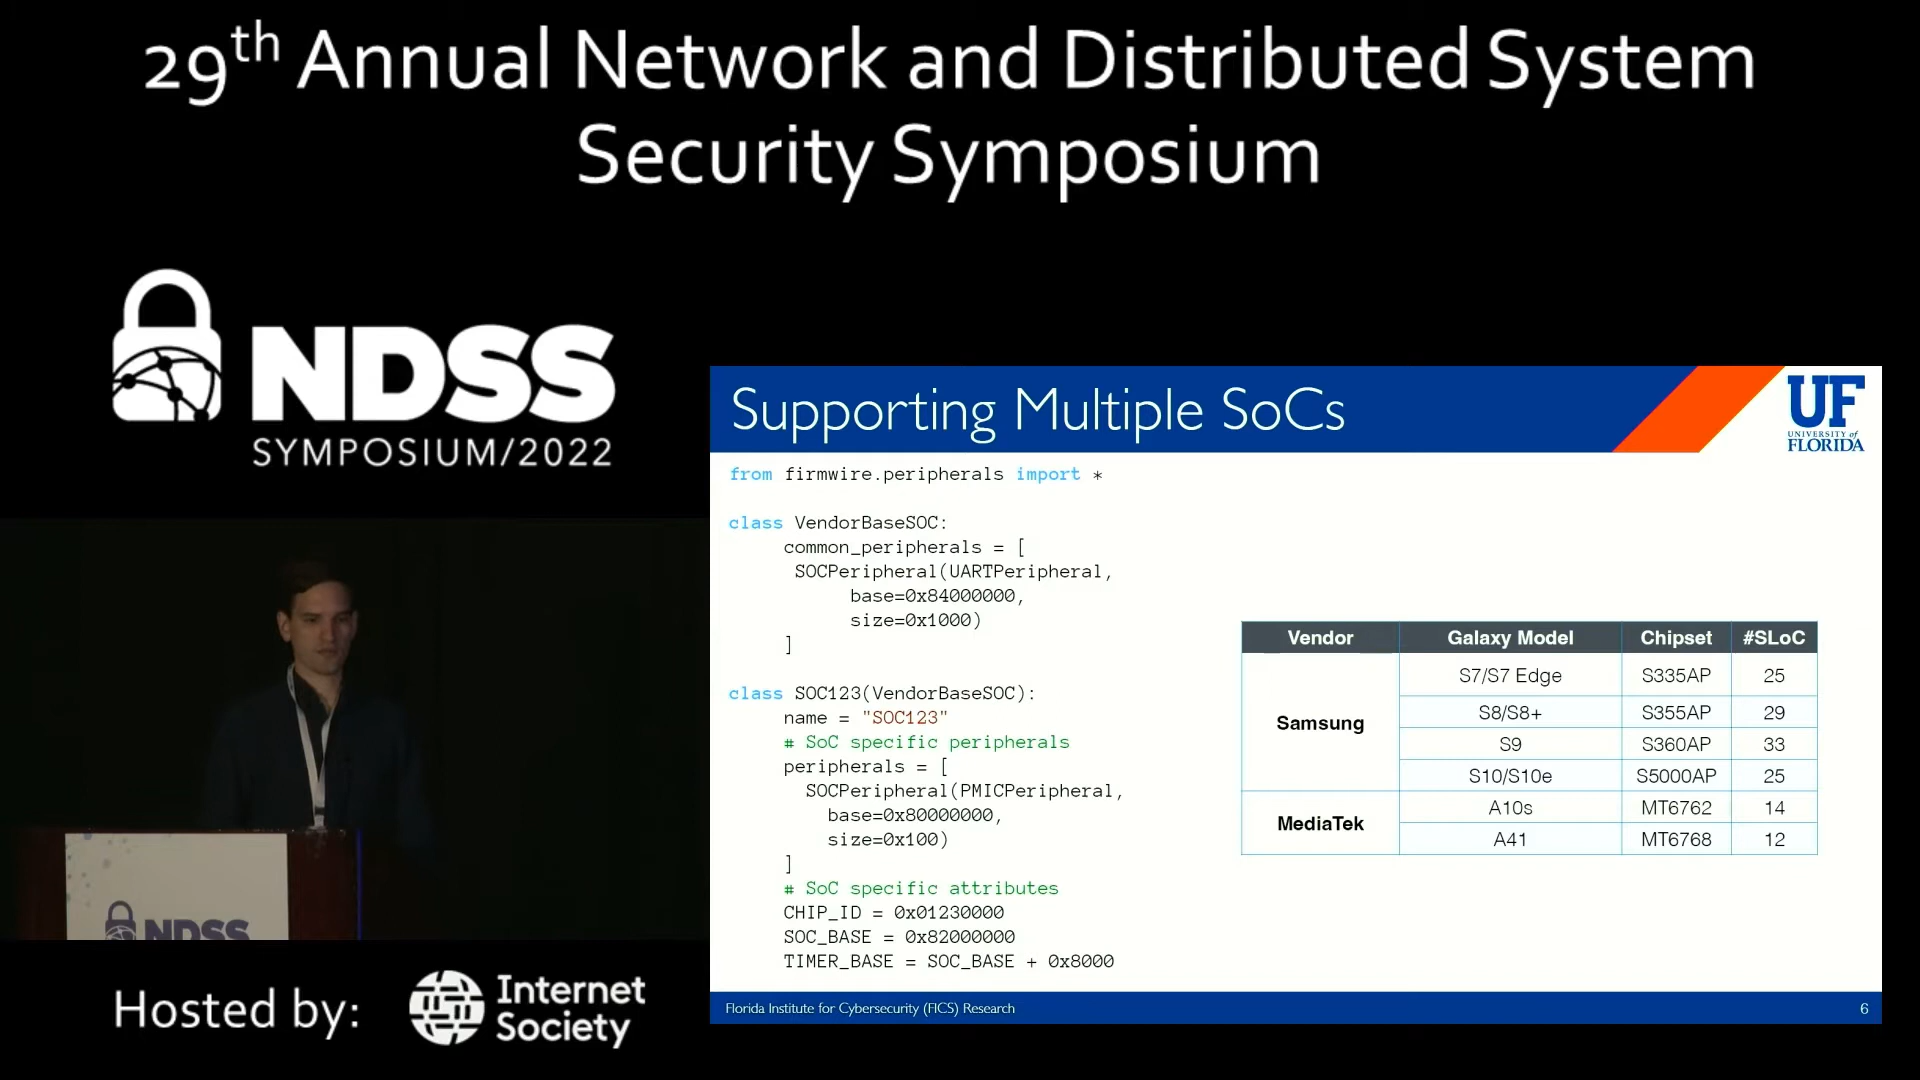 29th Annual Network and Distributed System
Security Symposium
NDSS
SYMPOSIUM/2022
Supporting Multiple SoCs
UF
UNIVERSITY of
FLORIDA
from firmwire.peripherals import *
class VendorBaseSOC:
common_peripherals = [
SOCPeripheral(UARTPeripheral,
base=0x84000000,
size=0x1000)
]
class SOC123(VendorBaseSOC):
name = "SOC123"
# SoC specific peripherals
peripherals = [
SOCPeripheral(PMICPeripheral,
base=0x80000000,
size=0x100)
]
# SoC specific attributes
CHIP_ID = 0x01230000
SOC_BASE = 0x82000000
TIMER_BASE = SOC_BASE + 0x8000
Vendor Galaxy Model Chipset #SLoC
Samsung
S7/S7 Edge S335AP 25
S8/S8+ S355AP 29
S9 S360AP 33
S10/S10e S5000AP 25
MediaTek
A10s MT6762 14
A41 MT6768 12
Florida Institute for Cybersecurity (FICS) Research
6
NDSS
Hosted by:
Internet
Society